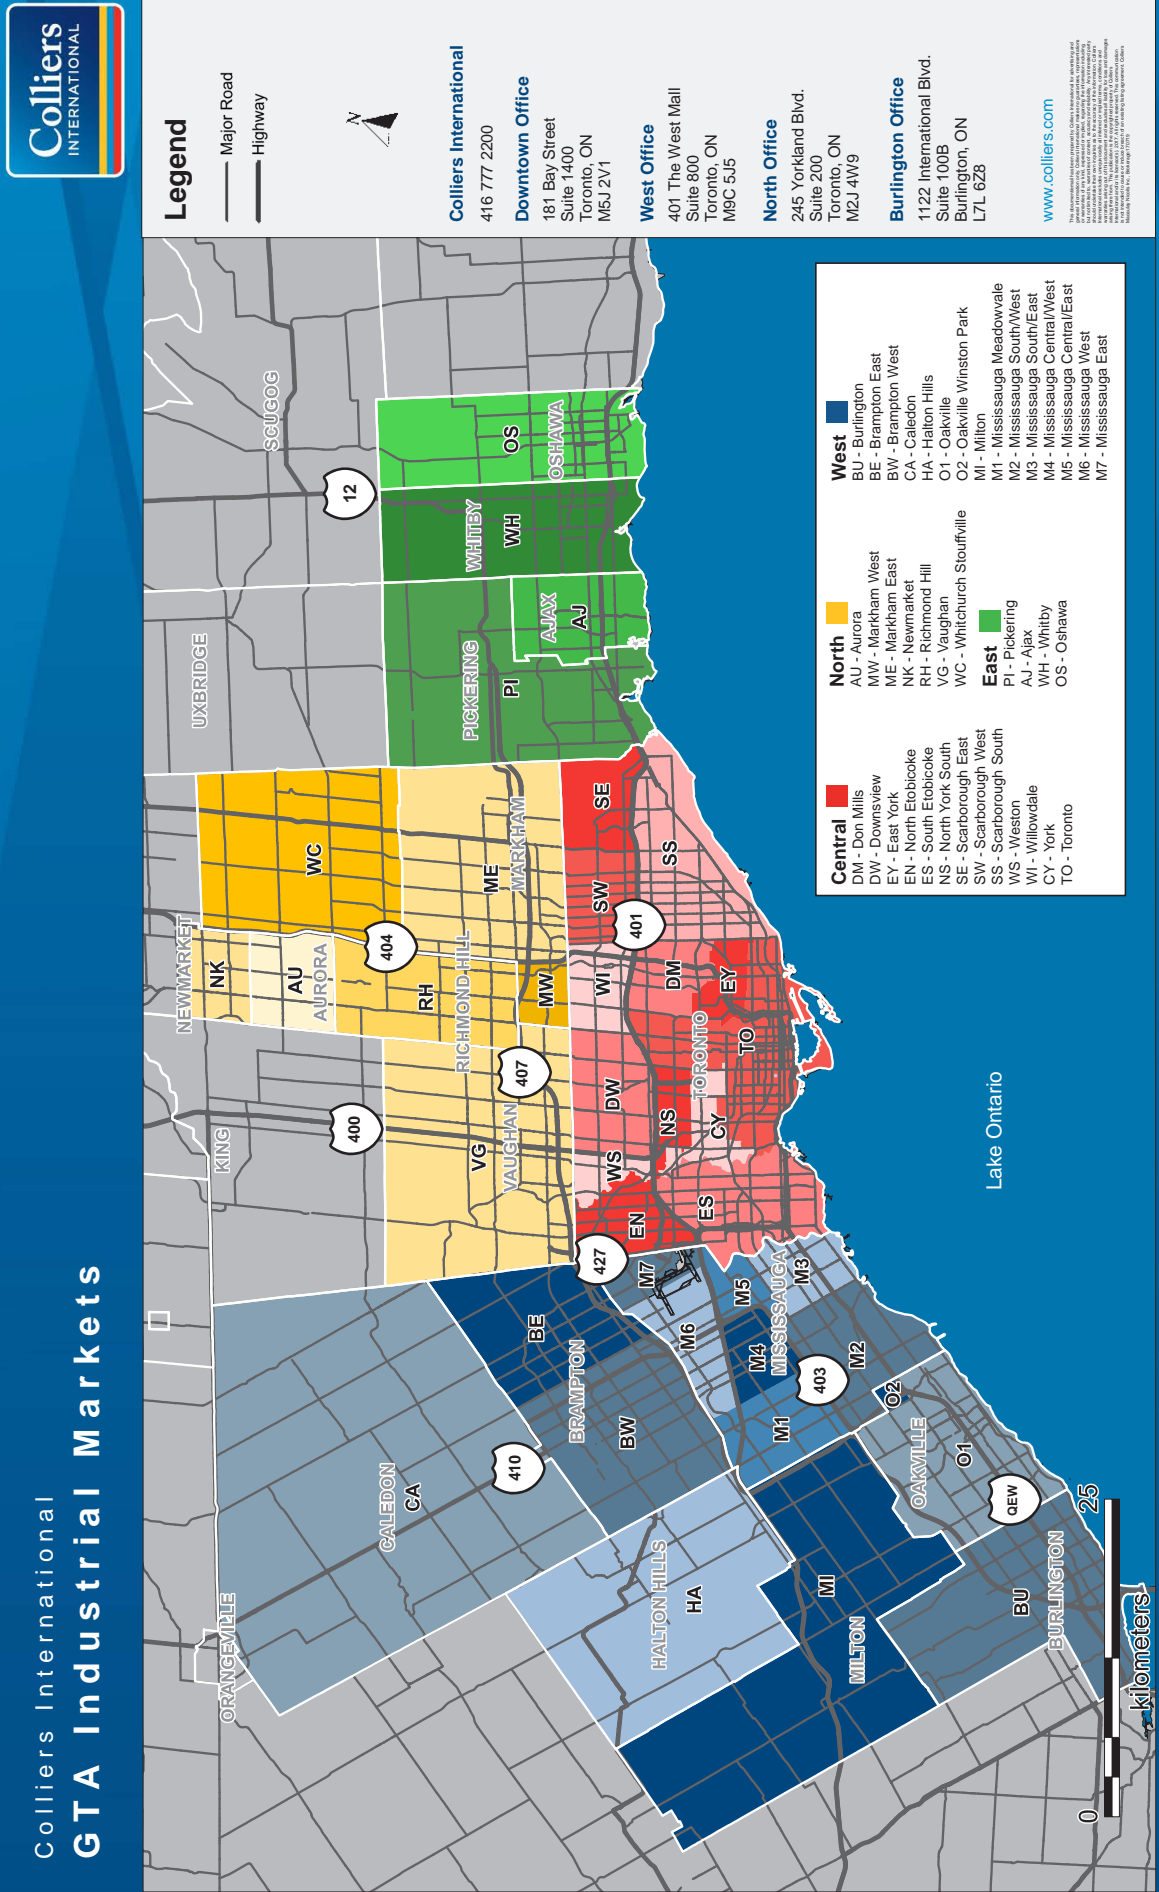 Colliers International
GTA Industrial Markets
Colliers
INTERNATIONAL
Legend
Major Road
Highway
N
Colliers International
416 777 2200
Downtown Office
181 Bay Street
Suite 1400
Toronto, ON
M5J 2V1
West Office
401 The West Mall
Suite 800
Toronto, ON
M9C 5J5
North Office
245 Yorkland Blvd.
Suite 200
Toronto, ON
M2J 4W9
Burlington Office
1122 International Blvd.
Suite 100B
Burlington, ON
L7L 6Z8
www.colliers.com
ORANGEVILLE
KING
NEWMARKET
UXBRIDGE
SCUGOG
12
NK
AU
AURORA
WC
400
404
CALEDON
CA
RH
RICHMOND HILL
VG
VAUGHAN
407
ME
MARKHAM
MW
PICKERING
PI
AJAX
AJ
WHITBY
WH
OS
OSHAWA
410
BRAMPTON
BE
BW
427
EN
WS
DW
WI
SW
SE
401
SS
DM
NS
CY
TORONTO
TO
EY
ES
M7
M6
M5
M4
MISSISSAUGA
M3
M2
M1
403
HALTON HILLS
HA
MI
MILTON
O2
OAKVILLE
O1
QEW
BU
BURLINGTON
Lake Ontario
0
25
kilometers
Central
DM - Don Mills
DW - Downsview
EY - East York
EN - North Etobicoke
ES - South Etobicoke
NS - North York South
SE - Scarborough East
SW - Scarborough West
SS - Scarborough South
WS - Weston
WI - Willowdale
CY - York
TO - Toronto
North
AU - Aurora
MW - Markham West
ME - Markham East
NK - Newmarket
RH - Richmond Hill
VG - Vaughan
WC - Whitchurch Stouffville
East
PI - Pickering
AJ - Ajax
WH - Whitby
OS - Oshawa
West
BU - Burlington
BE - Brampton East
BW - Brampton West
CA - Caledon
HA - Halton Hills
O1 - Oakville
O2 - Oakville Winston Park
MI - Milton
M1 - Mississauga Meadowvale
M2 - Mississauga South/West
M3 - Mississauga South/East
M4 - Mississauga Central/West
M5 - Mississauga Central/East
M6 - Mississauga West
M7 - Mississauga East